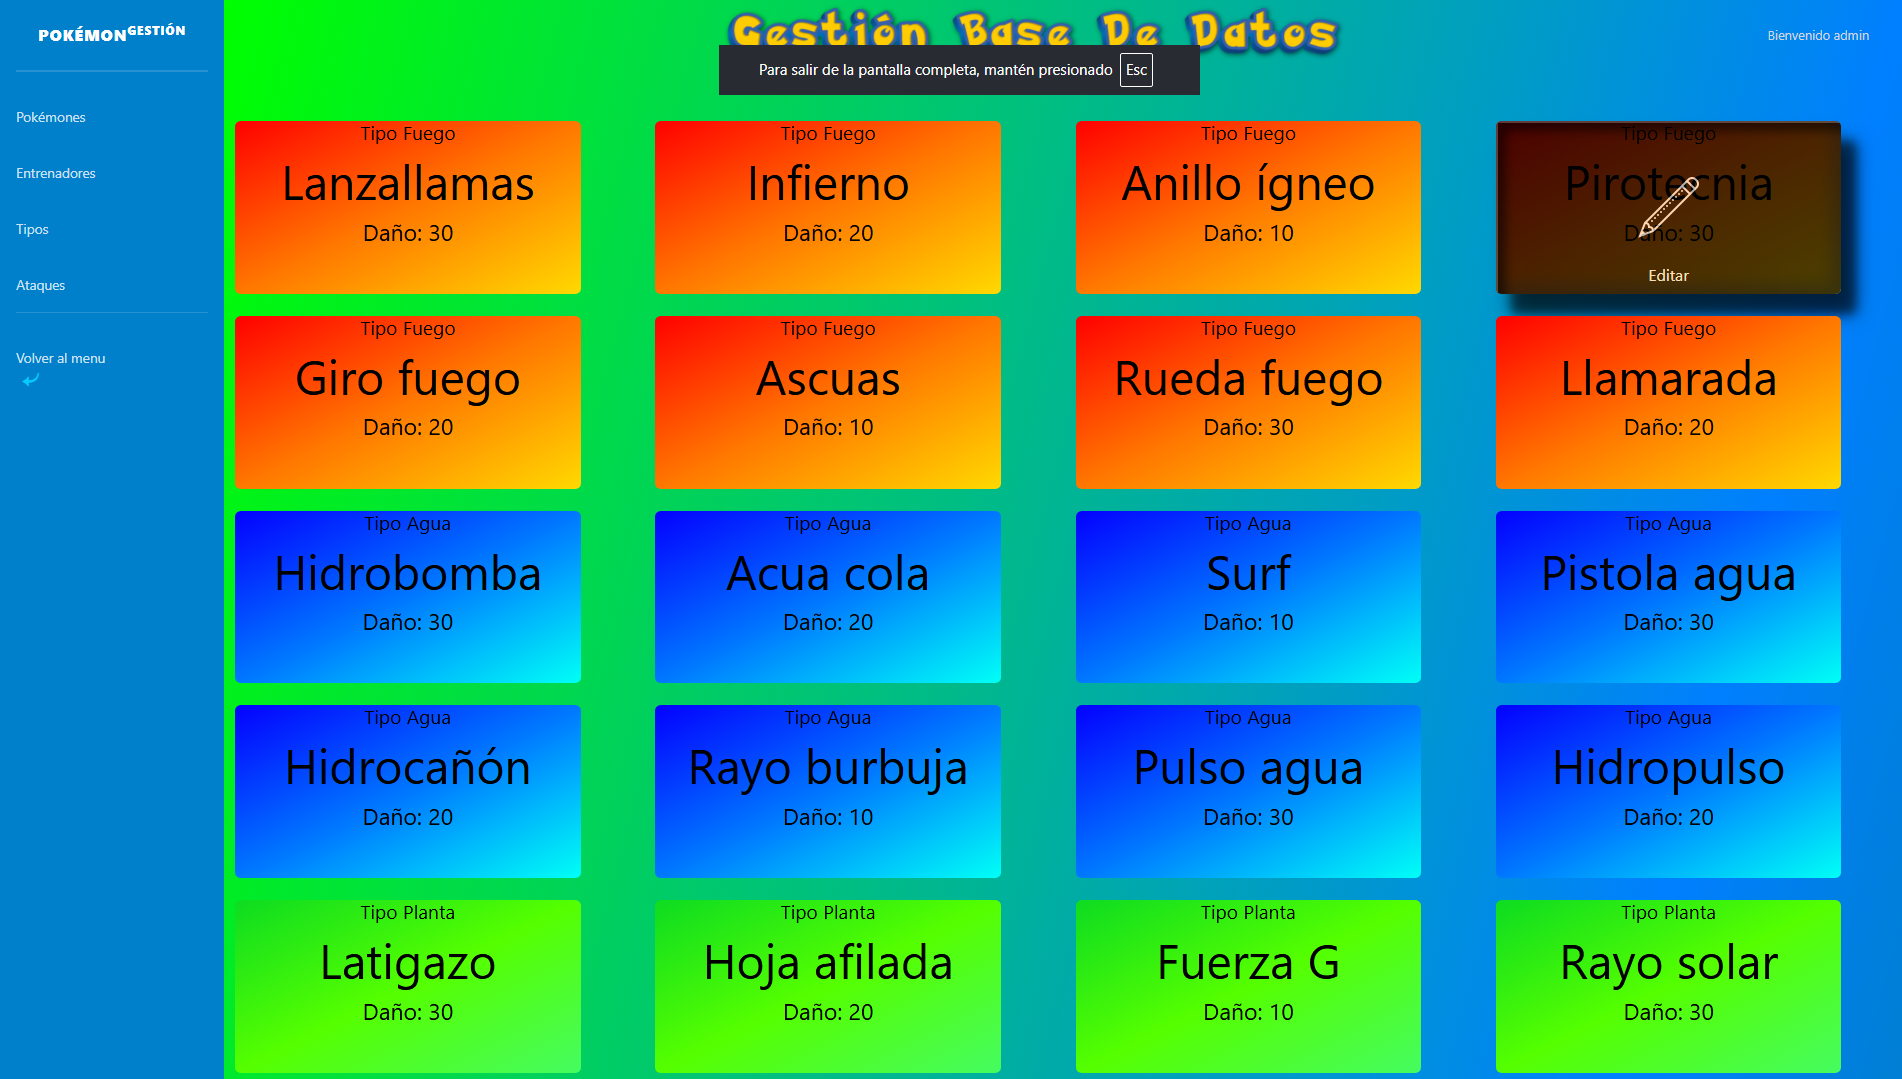 POKÉMONGESTIÓN
Gestión Base De Datos
Bienvenido admin
Para salir de la pantalla completa, mantén presionado Esc
Pokémones
Entrenadores
Tipos
Ataques
Volver al menu
Tipo Fuego
Lanzallamas
Daño: 30
Tipo Fuego
Infierno
Daño: 20
Tipo Fuego
Anillo ígneo
Daño: 10
Tipo Fuego
Pirotecnia
Daño: 30
Editar
Tipo Fuego
Giro fuego
Daño: 20
Tipo Fuego
Ascuas
Daño: 10
Tipo Fuego
Rueda fuego
Daño: 30
Tipo Fuego
Llamarada
Daño: 20
Tipo Agua
Hidrobomba
Daño: 30
Tipo Agua
Acua cola
Daño: 20
Tipo Agua
Surf
Daño: 10
Tipo Agua
Pistola agua
Daño: 30
Tipo Agua
Hidrocañón
Daño: 20
Tipo Agua
Rayo burbuja
Daño: 10
Tipo Agua
Pulso agua
Daño: 30
Tipo Agua
Hidropulso
Daño: 20
Tipo Planta
Latigazo
Daño: 30
Tipo Planta
Hoja afilada
Daño: 20
Tipo Planta
Fuerza G
Daño: 10
Tipo Planta
Rayo solar
Daño: 30